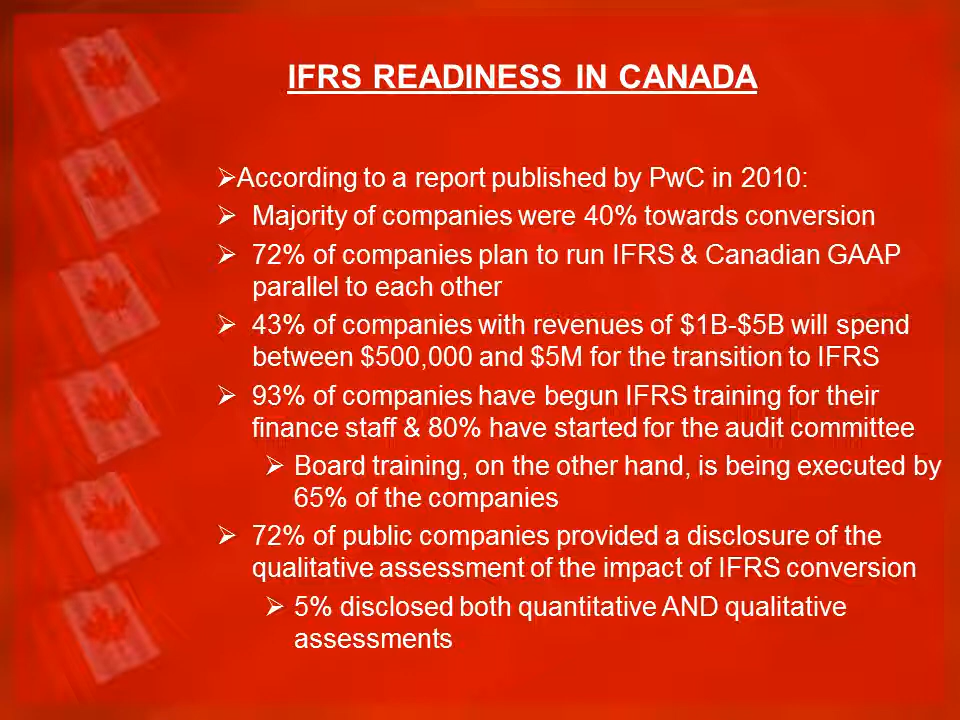 IFRS READINESS IN CANADA
➢According to a report published by PwC in 2010:
➢ Majority of companies were 40% towards conversion
➢ 72% of companies plan to run IFRS & Canadian GAAP
parallel to each other
➢ 43% of companies with revenues of $1B-$5B will spend
between $500,000 and $5M for the transition to IFRS
➢ 93% of companies have begun IFRS training for their
finance staff & 80% have started for the audit committee
➢ Board training, on the other hand, is being executed by
65% of the companies
➢ 72% of public companies provided a disclosure of the
qualitative assessment of the impact of IFRS conversion
➢ 5% disclosed both quantitative AND qualitative
assessments